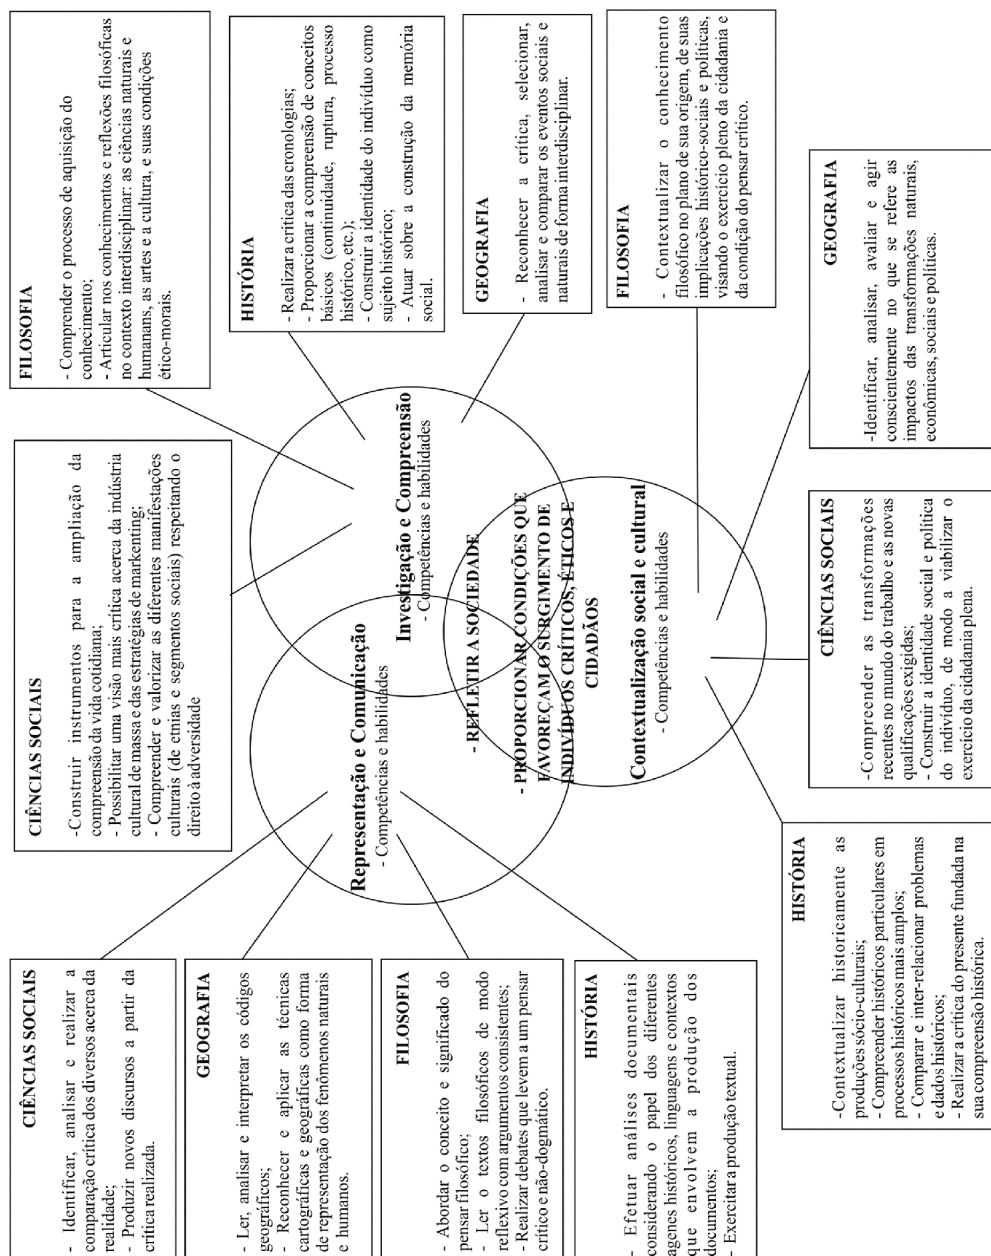 CIÊNCIAS SOCIAIS
- Identificar, analisar e realizar a
comparação crítica dos diversos acerca da
realidade;
- Produzir novos discursos a partir da
crítica realizada.
GEOGRAFIA
- Ler, analisar e interpretar os códigos
geográficos;
- Reconhecer e aplicar as técnicas
cartográficas e geográficas como forma
de representação dos fenômenos naturais
e humanos.
FILOSOFIA
- Abordar o conceito e significado do
pensar filosófico;
- Ler o textos filosóficos de modo
reflexivo com argumentos consistentes;
- Realizar debates que levem a um pensar
crítico e não-dogmático.
HISTÓRIA
- Efetuar análises documentais
considerando o papel dos diferentes
agenes históricos, linguagens e contextos
que envolvem a produção dos
documentos;
- Exercitar a produção textual.
CIÊNCIAS SOCIAIS
-Construir instrumentos para a ampliação da
compreensão da vida cotidiana;
- Possibilitar uma visão mais crítica acerca da indústria
cultural de massa e das estratégias de markenting;
- Compreender e valorizar as diferentes manifestações
culturais (de etnias e segmentos sociais) respeitando o
direito à adversidade
FILOSOFIA
- Comprender o processo de aquisição do
conhecimento;
- Articular nos conhecimentos e reflexões filosóficas
no contexto interdisciplinar: as ciências naturais e
humanans, as artes e a cultura, e suas condições
ético-morais.
HISTÓRIA
- Realizar a crítica das cronologias;
- Proporcionar a compreensão de conceitos
básicos (continuidade, ruptura, processo
histórico, etc.);
- Construir a identidade do indivíduo como
sujeito histórico;
- Atuar sobre a construção da memória
social.
GEOGRAFIA
- Reconhecer a crítica, selecionar,
analisar e comparar os eventos sociais e
naturais de forma interdisciplinar.
Representação e Comunicação
- Competências e habilidades
Investigação e Compreensão
- Competências e habilidades
- REFLETIR A SOCIEDADE
- PROPORCIONAR CONDIÇÕES QUE
FAVOREÇAM O SURGIMENTO DE
INDIVÍDUOS CRÍTICOS, ÉTICOS E
CIDADÃOS
Contextualização social e cultural
- Competências e habilidades
FILOSOFIA
- Contextualizar o conhecimento
filosófico no plano de sua origem, de suas
implicações histórico-sociais e políticas,
visando o exercício pleno da cidadania e
da condição do pensar crítico.
HISTÓRIA
-Contextualizar historicamente as
produções sócio-culturais;
- Compreender históricos particulares em
processos históricos mais amplos;
- Comparar e inter-relacionar problemas
e dados históricos;
- Realizar a crítica do presente fundada na
sua compreensão histórica.
CIÊNCIAS SOCIAIS
-Compreender as transformações
recentes no mundo do trabalho e as novas
qualificações exigidas;
- Construir a identidade social e política
do indivíduo, de modo a viabilizar o
exercício da cidadania plena.
GEOGRAFIA
-Identificar, analisar, avaliar e agir
conscientemente no que se refere as
impactos das transformações naturais,
econômicas, sociais e políticas.